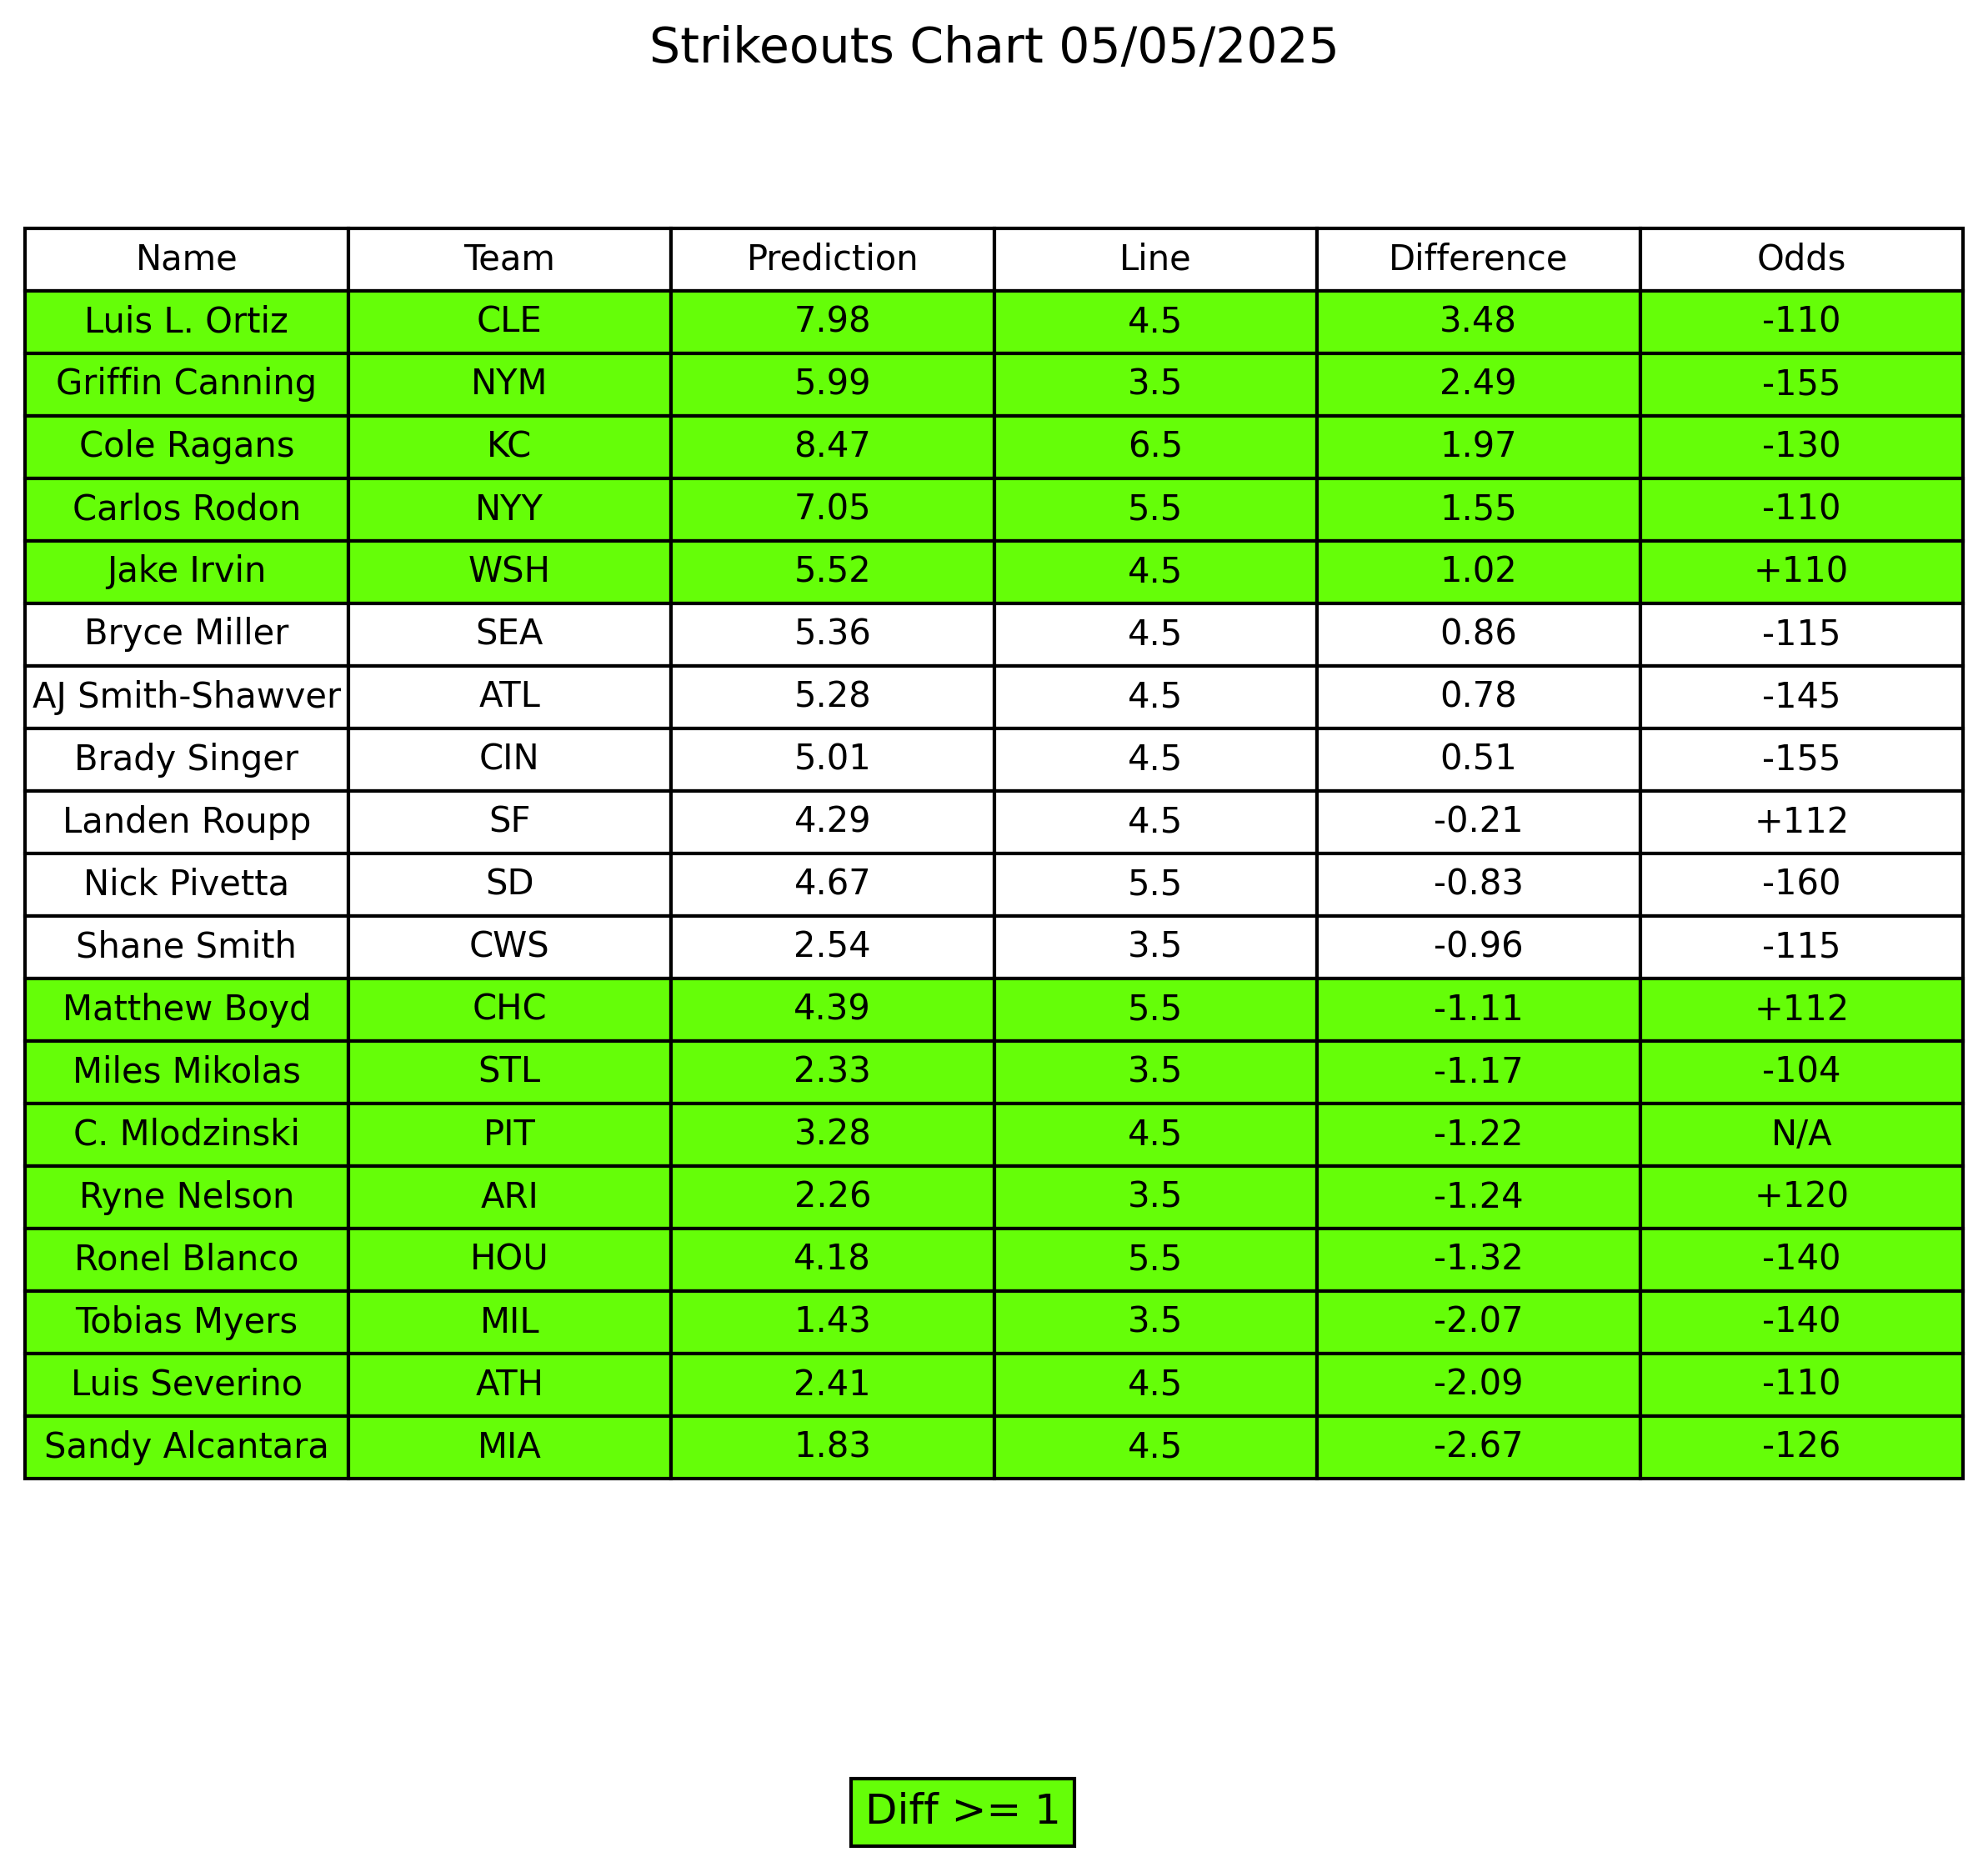 Strikeouts Chart 05/05/2025
Name Team Prediction Line Difference Odds
Luis L. Ortiz CLE 7.98 4.5 3.48 -110
Griffin Canning NYM 5.99 3.5 2.49 -155
Cole Ragans KC 8.47 6.5 1.97 -130
Carlos Rodon NYY 7.05 5.5 1.55 -110
Jake Irvin WSH 5.52 4.5 1.02 +110
Bryce Miller SEA 5.36 4.5 0.86 -115
AJ Smith-Shawver ATL 5.28 4.5 0.78 -145
Brady Singer CIN 5.01 4.5 0.51 -155
Landen Roupp SF 4.29 4.5 -0.21 +112
Nick Pivetta SD 4.67 5.5 -0.83 -160
Shane Smith CWS 2.54 3.5 -0.96 -115
Matthew Boyd CHC 4.39 5.5 -1.11 +112
Miles Mikolas STL 2.33 3.5 -1.17 -104
C. Mlodzinski PIT 3.28 4.5 -1.22 N/A
Ryne Nelson ARI 2.26 3.5 -1.24 +120
Ronel Blanco HOU 4.18 5.5 -1.32 -140
Tobias Myers MIL 1.43 3.5 -2.07 -140
Luis Severino ATH 2.41 4.5 -2.09 -110
Sandy Alcantara MIA 1.83 4.5 -2.67 -126
Diff >= 1